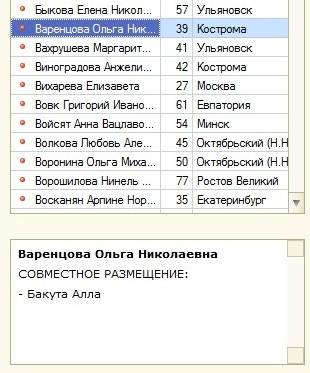 Быкова Елена Никол... 57 Ульяновск
Варенцова Ольга Ник... 39 Кострома
Вахрушева Маргарит... 41 Ульяновск
Виноградова Анжели... 42 Кострома
Вихарева Елизавета 27 Москва
Вовк Григорий Ивано... 61 Евпатория
Войсят Анна Вацлаво... 54 Минск
Волкова Любовь Але... 45 Октябрьский (Н.Н
Воронина Ольга Миха... 50 Октябрьский (Н.Н
Ворошилова Нинель ... 77 Ростов Великий
Восканян Арпине Нор... 35 Екатеринбург
Варенцова Ольга Николаевна
СОВМЕСТНОЕ РАЗМЕЩЕНИЕ:
- Бакута Алла